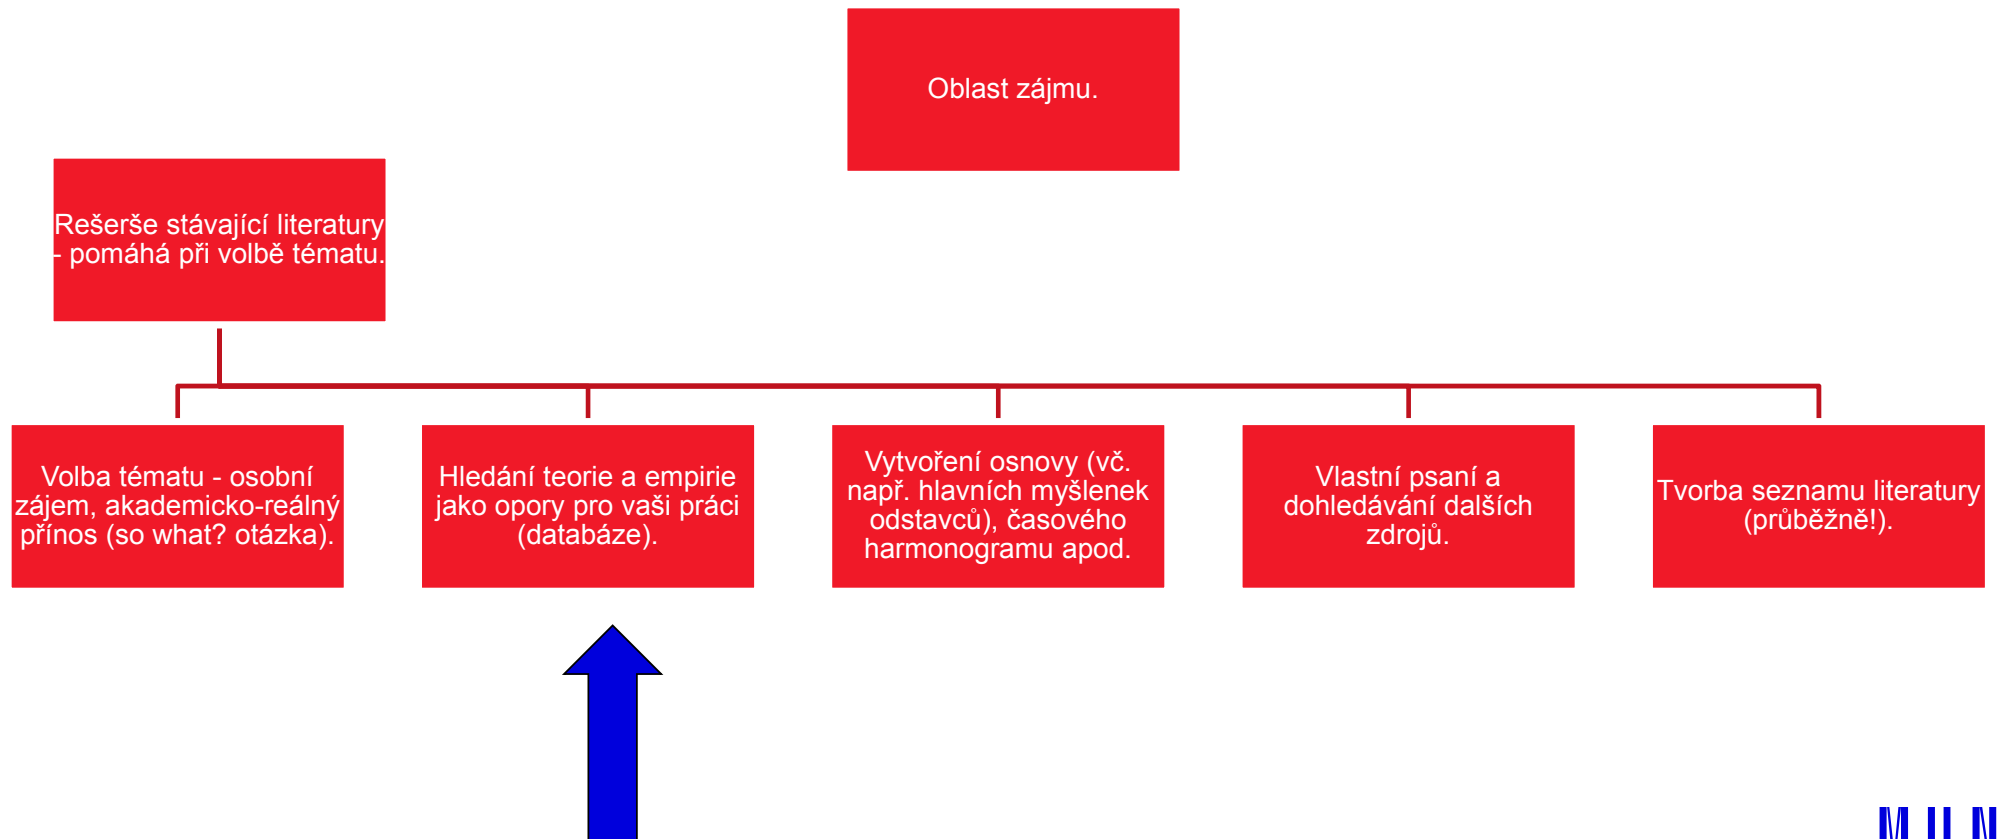 Oblast zájmu.
Rešerše stávající literatury
- pomáhá při volbě tématu.
Volba tématu - osobní
zájem, akademicko-reálný
přínos (so what? otázka).
Hledání teorie a empirie
jako opory pro vaši práci
(databáze).
Vytvoření osnovy (vč.
např. hlavních myšlenek
odstavců), časového
harmonogramu apod.
Vlastní psaní a
dohledávání dalších
zdrojů.
Tvorba seznamu literatury
(průběžně!).
MUN